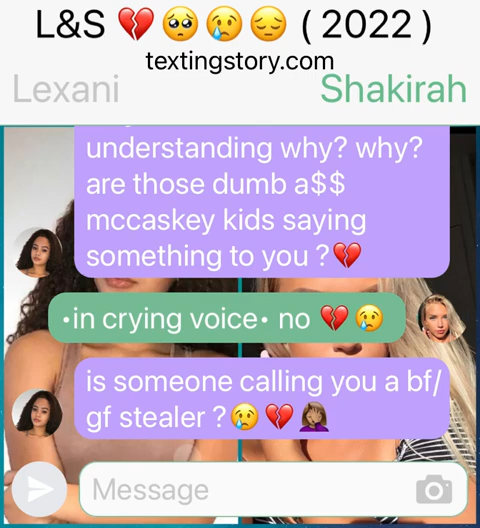 L&S 💔🥺😢😔 ( 2022 )
textingstory.com
Lexani Shakirah
understanding why? why?
are those dumb a$$
mccaskey kids saying
something to you ?💔
•in crying voice• no 💔😢
is someone calling you a bf/
gf stealer ?😢💔🤦🏾‍♀️
Message